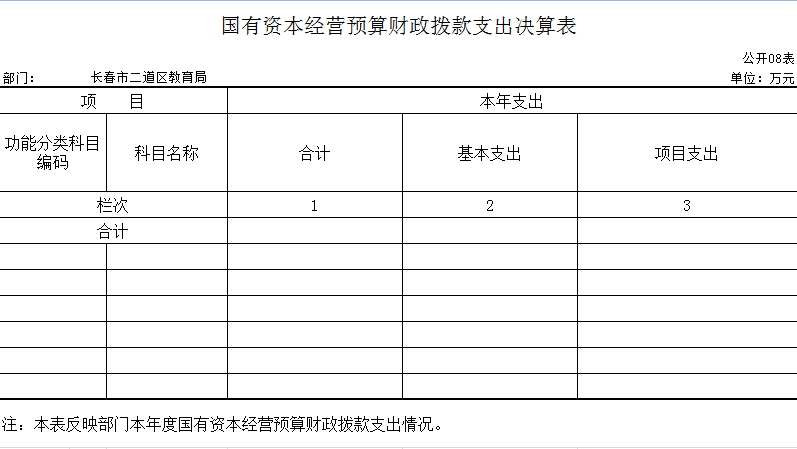 国有资本经营预算财政拨款支出决算表
公开08表
部门： 长春市二道区教育局 单位：万元
项 目 本年支出
功能分类科目
编码 科目名称 合计 基本支出 项目支出
栏次 1 2 3
合计
注：本表反映部门本年度国有资本经营预算财政拨款支出情况。